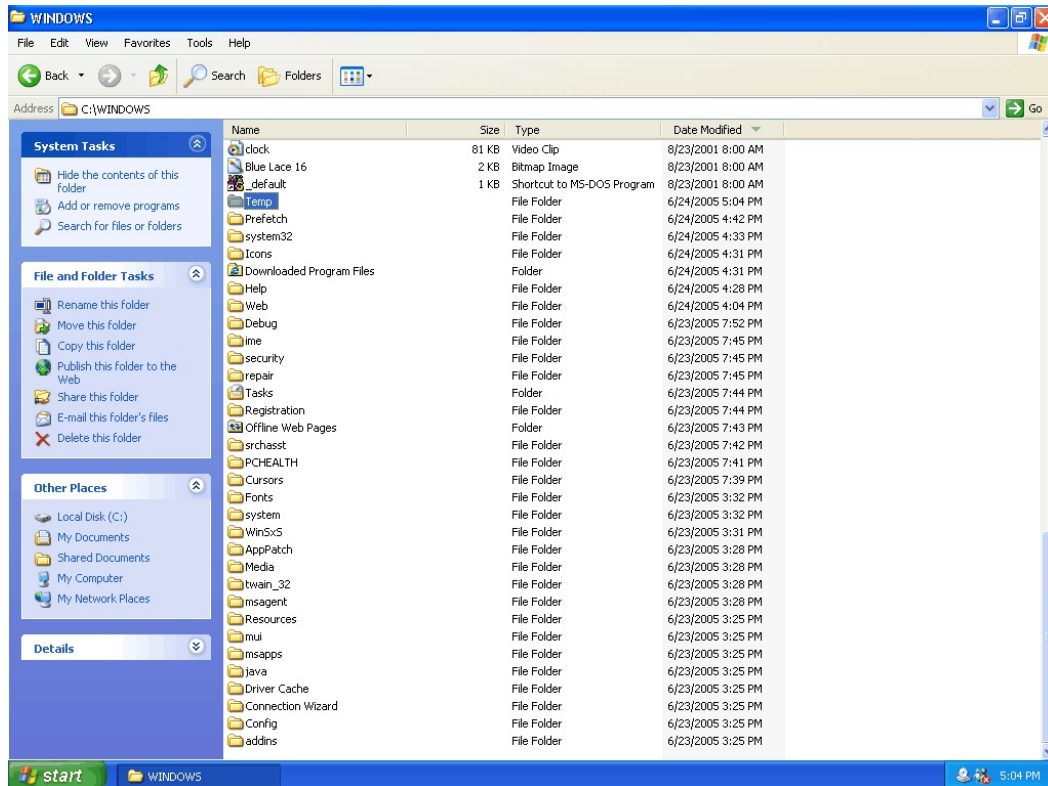 WINDOWS
File Edit View Favorites Tools Help
Back Search Folders
Address C:\WINDOWS Go
System Tasks
Hide the contents of this
folder
Add or remove programs
Search for files or folders
File and Folder Tasks
Rename this folder
Move this folder
Copy this folder
Publish this folder to the
Web
Share this folder
E-mail this folder's files
Delete this folder
Other Places
Local Disk (C:)
My Documents
Shared Documents
My Computer
My Network Places
Details
Name Size Type Date Modified
clock 81 KB Video Clip 8/23/2001 8:00 AM
Blue Lace 16 2 KB Bitmap Image 8/23/2001 8:00 AM
_default 1 KB Shortcut to MS-DOS Program 8/23/2001 8:00 AM
Temp File Folder 6/24/2005 5:04 PM
Prefetch File Folder 6/24/2005 4:42 PM
system32 File Folder 6/24/2005 4:33 PM
Icons File Folder 6/24/2005 4:31 PM
Downloaded Program Files Folder 6/24/2005 4:31 PM
Help File Folder 6/24/2005 4:28 PM
Web File Folder 6/24/2005 4:04 PM
Debug File Folder 6/23/2005 7:52 PM
ime File Folder 6/23/2005 7:45 PM
security File Folder 6/23/2005 7:45 PM
repair File Folder 6/23/2005 7:45 PM
Tasks Folder 6/23/2005 7:44 PM
Registration File Folder 6/23/2005 7:44 PM
Offline Web Pages Folder 6/23/2005 7:43 PM
srchasst File Folder 6/23/2005 7:42 PM
PCHEALTH File Folder 6/23/2005 7:41 PM
Cursors File Folder 6/23/2005 7:39 PM
Fonts File Folder 6/23/2005 3:32 PM
system File Folder 6/23/2005 3:32 PM
WinSxS File Folder 6/23/2005 3:31 PM
AppPatch File Folder 6/23/2005 3:28 PM
Media File Folder 6/23/2005 3:28 PM
twain_32 File Folder 6/23/2005 3:28 PM
msagent File Folder 6/23/2005 3:28 PM
Resources File Folder 6/23/2005 3:25 PM
mui File Folder 6/23/2005 3:25 PM
msapps File Folder 6/23/2005 3:25 PM
java File Folder 6/23/2005 3:25 PM
Driver Cache File Folder 6/23/2005 3:25 PM
Connection Wizard File Folder 6/23/2005 3:25 PM
Config File Folder 6/23/2005 3:25 PM
addins File Folder 6/23/2005 3:25 PM
start WINDOWS 5:04 PM